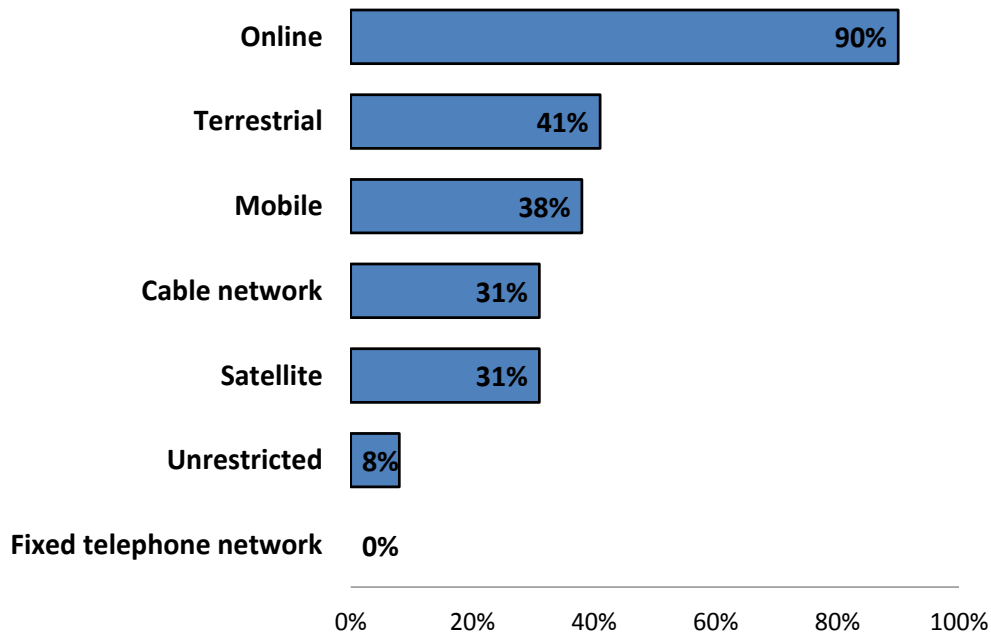 Online 90%
Terrestrial 41%
Mobile 38%
Cable network 31%
Satellite 31%
Unrestricted 8%
Fixed telephone network 0%
0% 20% 40% 60% 80% 100%